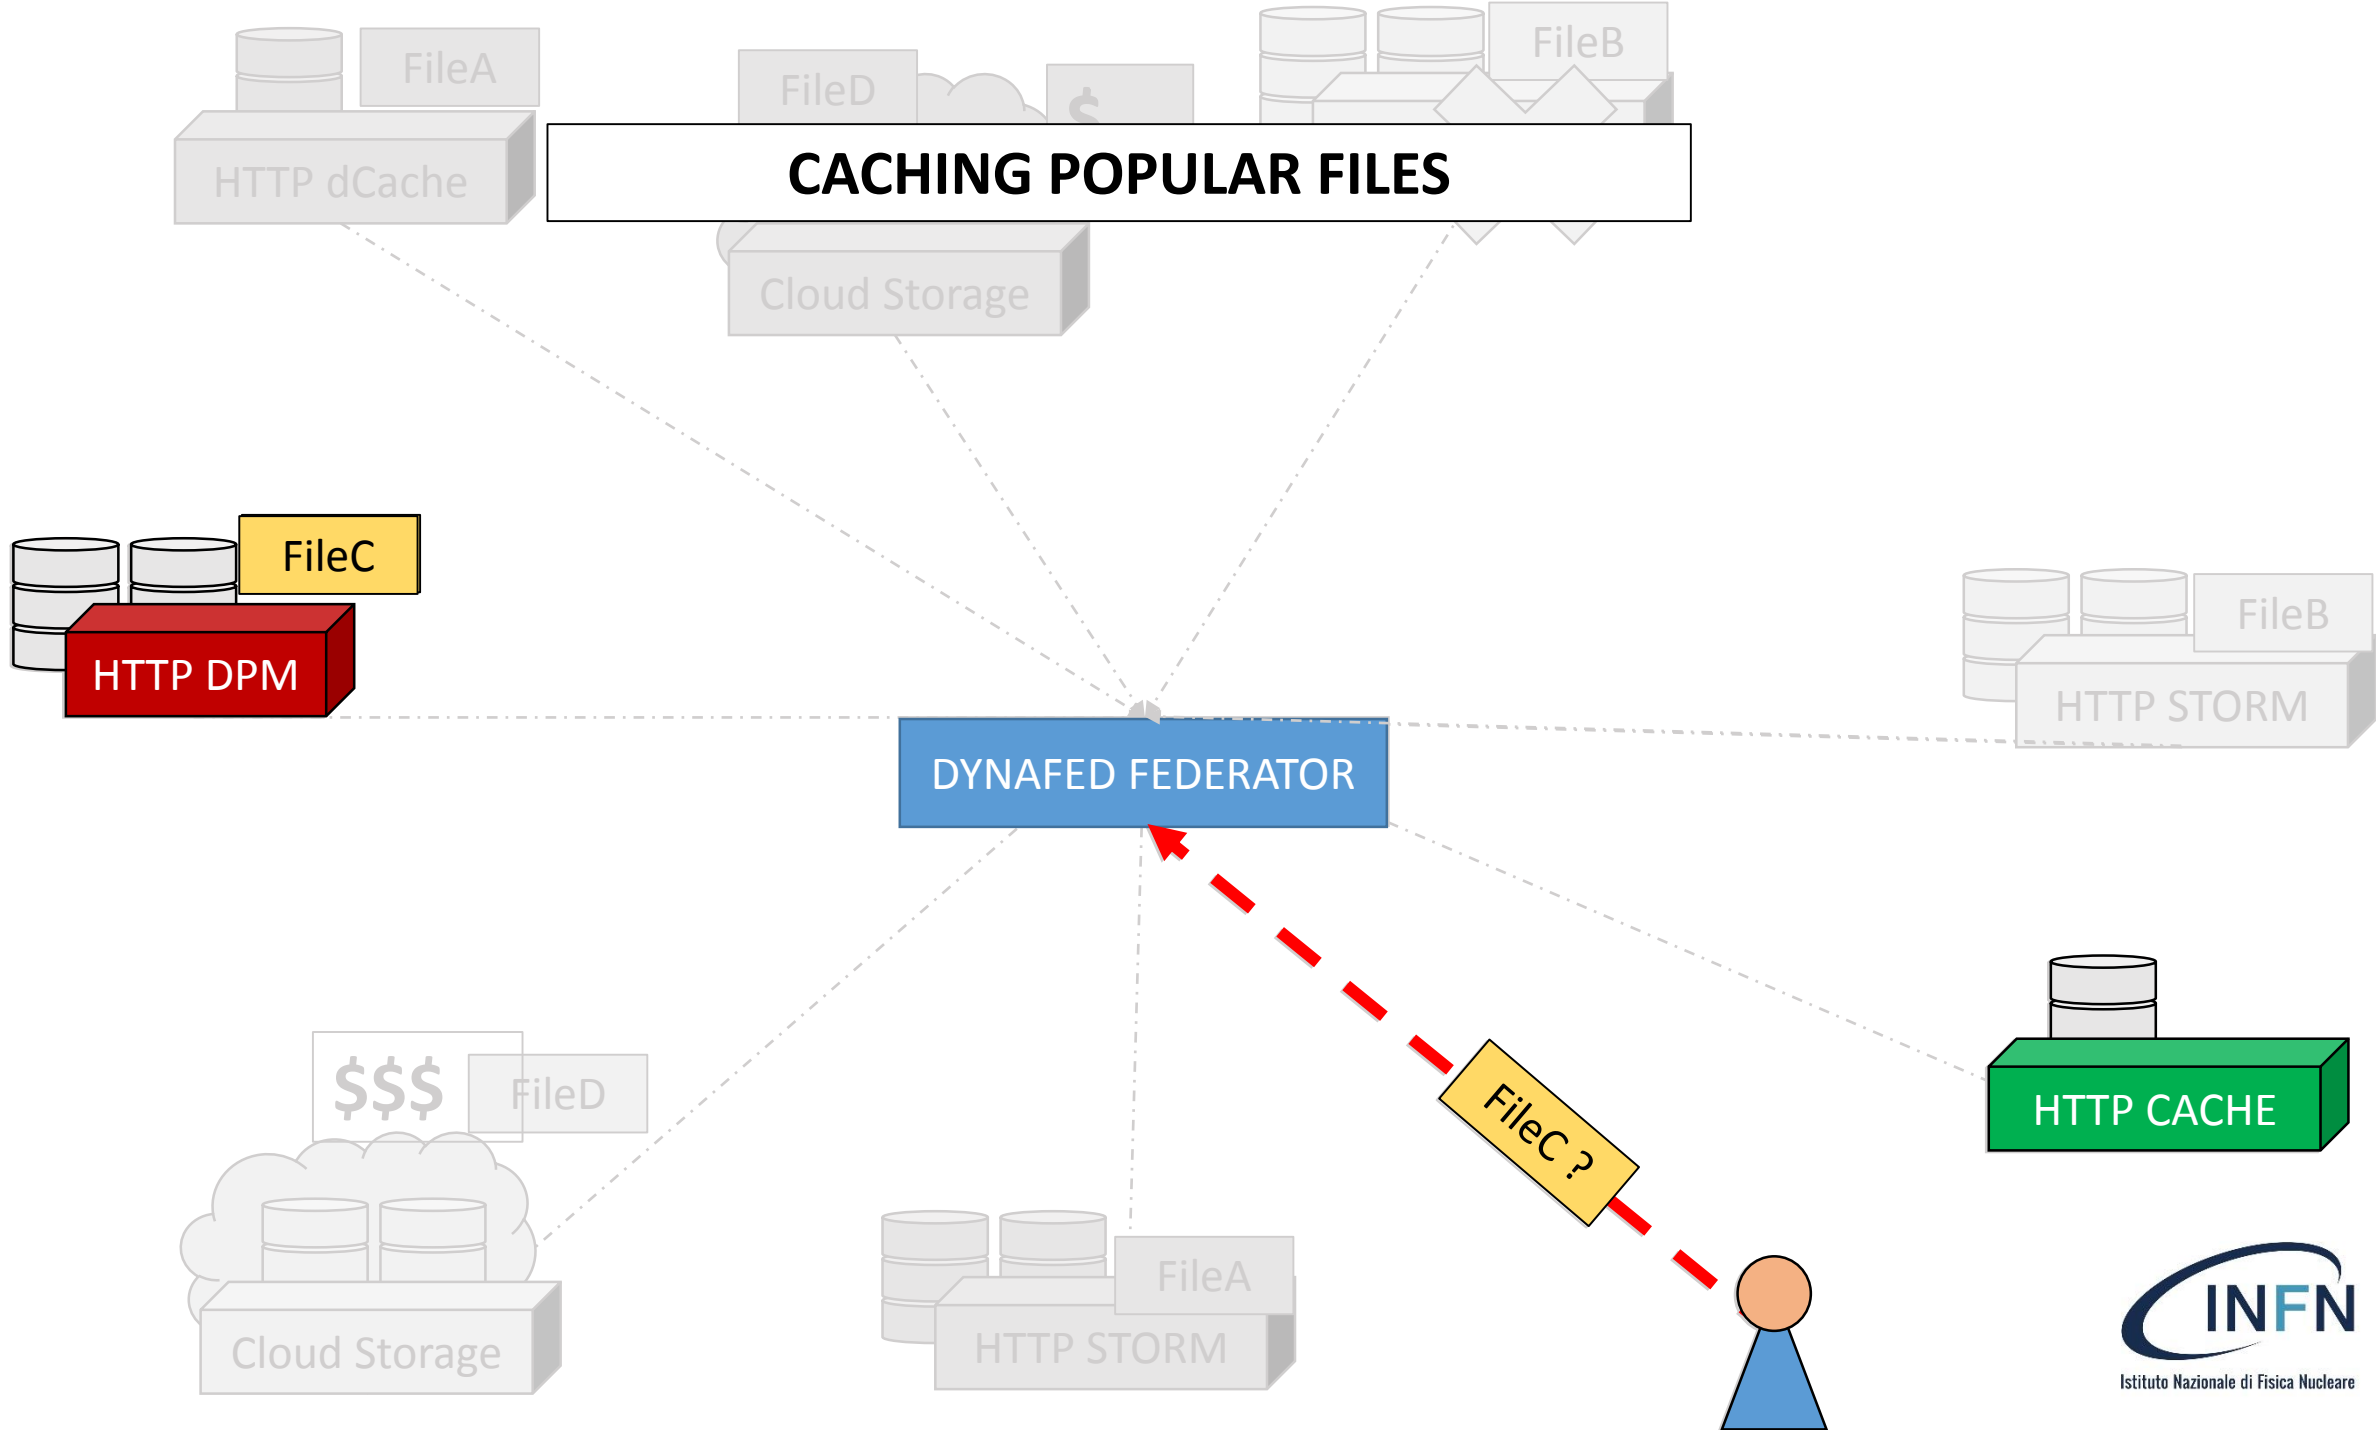 FileA
HTTP dCache
FileD
$
FileB
CACHING POPULAR FILES
Cloud Storage
FileC
HTTP DPM
FileB
HTTP STORM
DYNAFED FEDERATOR
$$$
FileD
Cloud Storage
FileA
HTTP STORM
FileC ?
HTTP CACHE
INFN
Istituto Nazionale di Fisica Nucleare